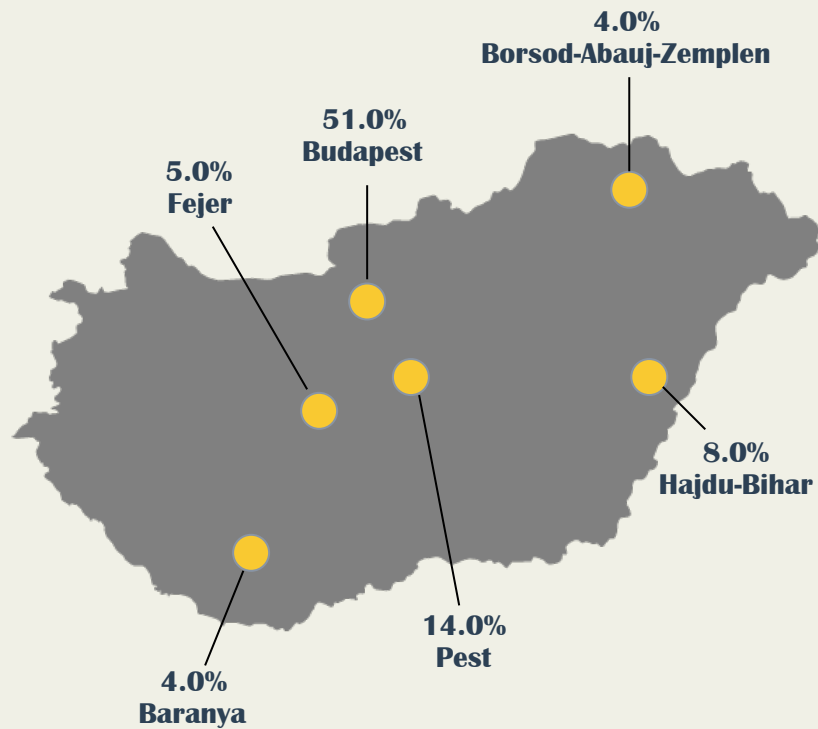 4.0%
Borsod-Abauj-Zemplen
51.0%
Budapest
5.0%
Fejer
8.0%
Hajdu-Bihar
14.0%
Pest
4.0%
Baranya